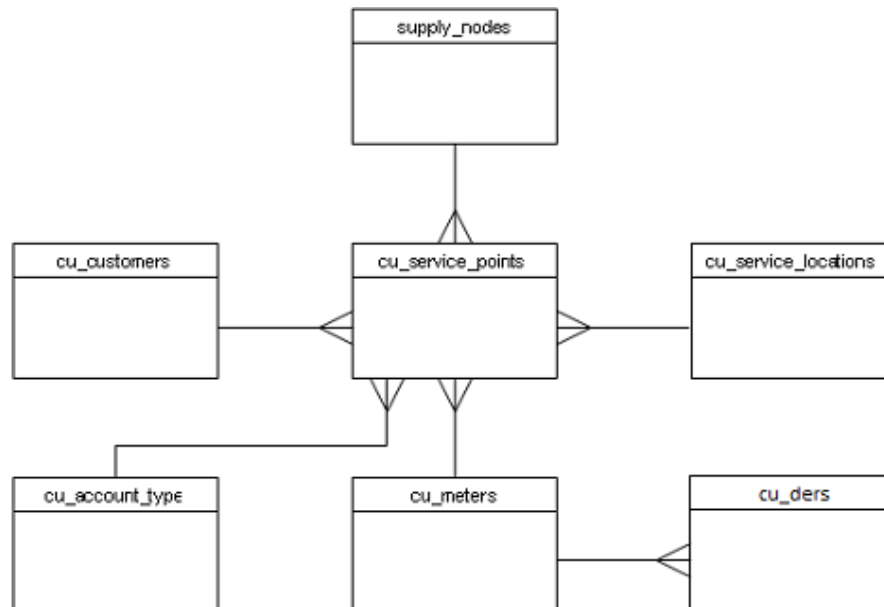 supply_nodes
cu_customers
cu_service_points
cu_service_locations
cu_account_type
cu_meters
cu_ders